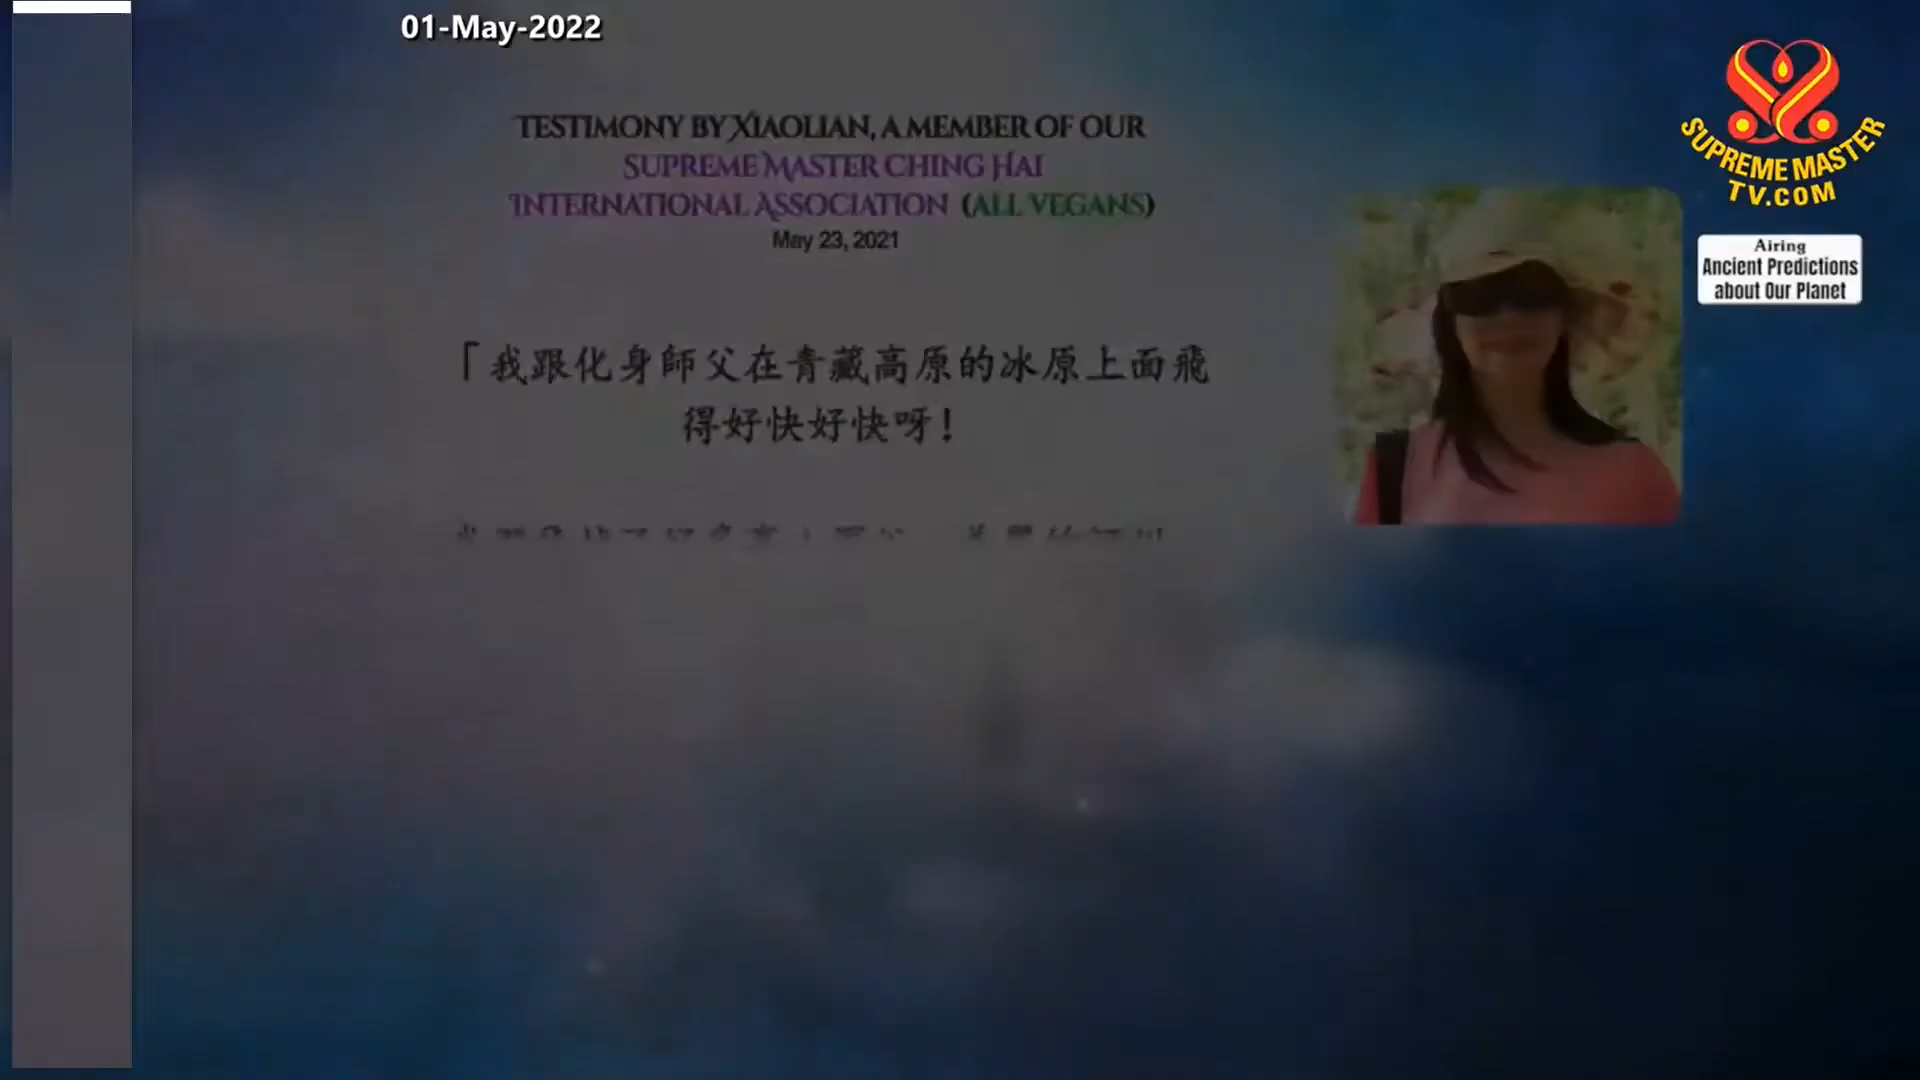 01-May-2022
TESTIMONY BY XIAOLIAN, A MEMBER OF OUR
SUPREME MASTER CHING HAI
INTERNATIONAL ASSOCIATION (ALL VEGANS)
May 23, 2021
「我跟化身師父在青藏高原的冰原上面飛
得好快好快呀!
SUPREME MASTER
TV.COM
Airing
Ancient Predictions
about Our Planet